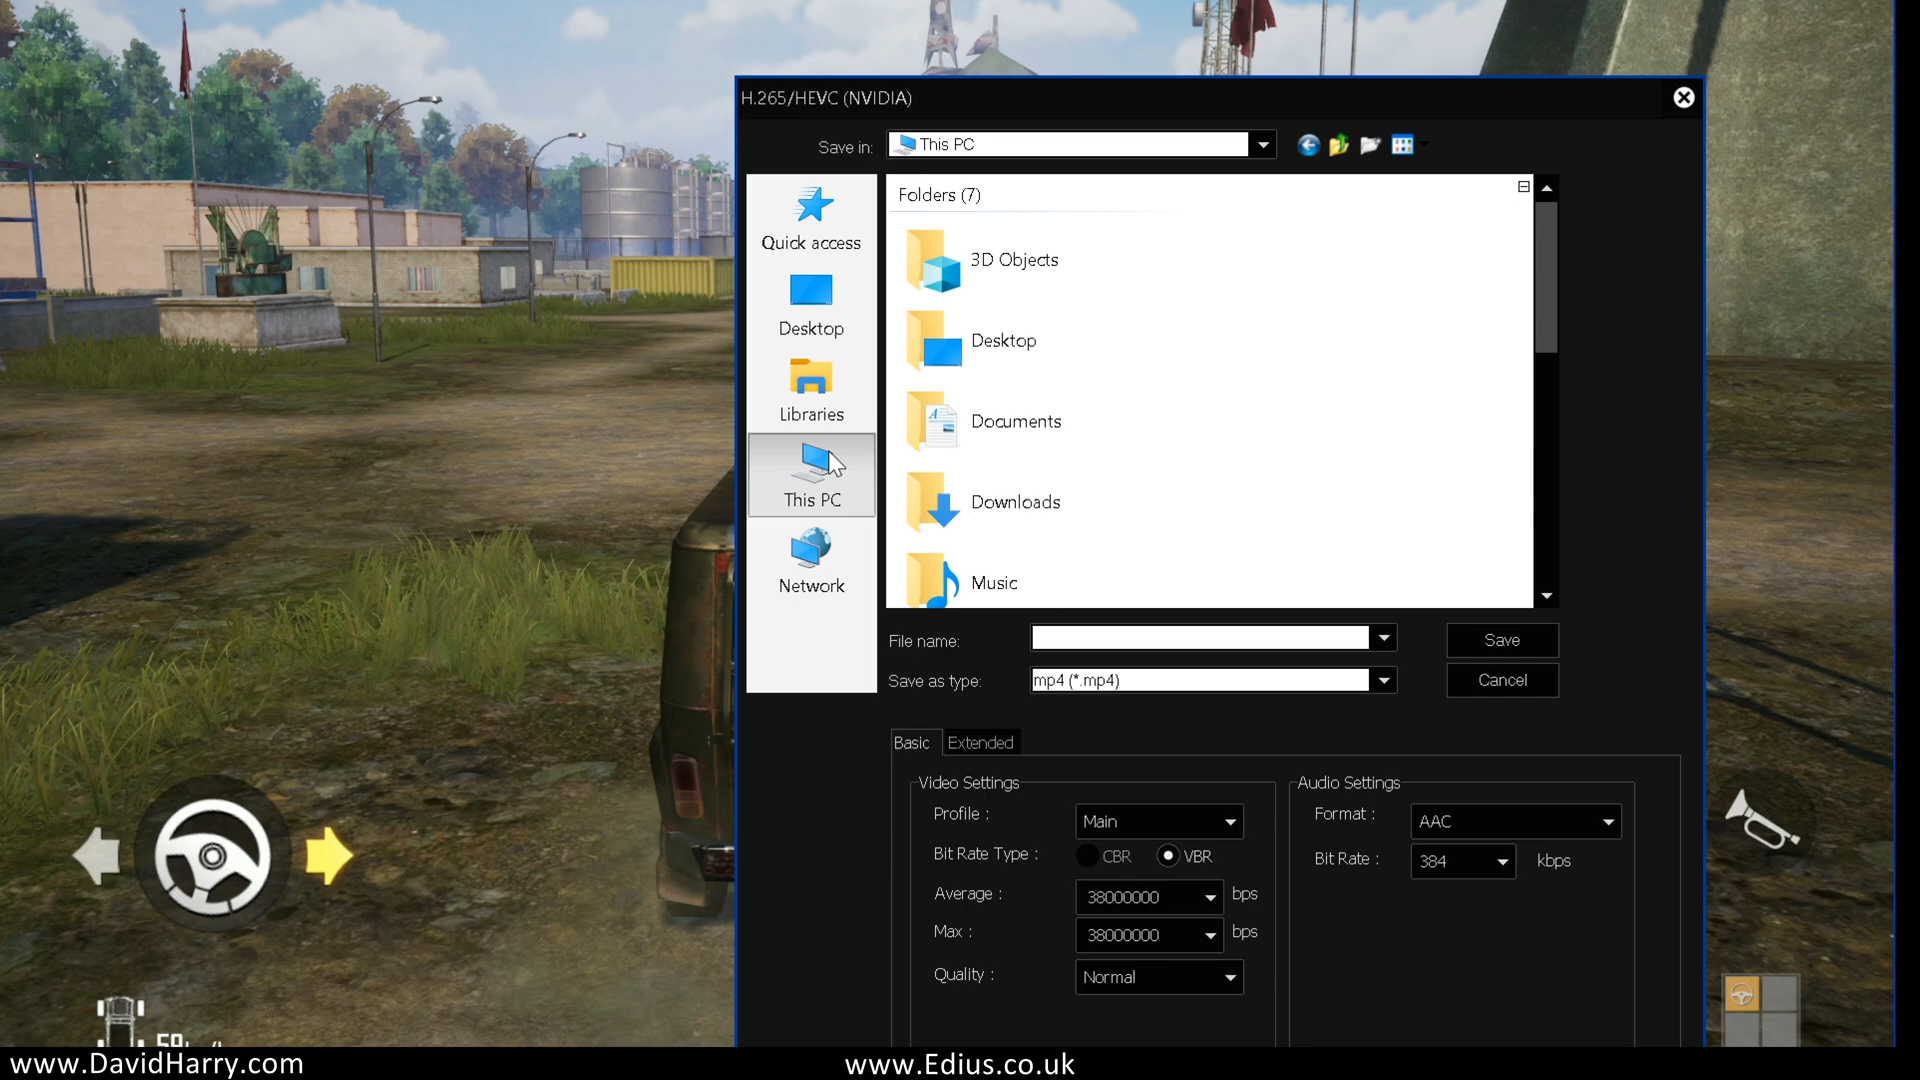 H.265/HEVC (NVIDIA)
Save in:
This PC
Quick access
Desktop
Libraries
This PC
Network
Folders (7)
3D Objects
Desktop
Documents
Downloads
Music
File name:
Save
Save as type:
mp4 (*.mp4)
Cancel
Basic
Extended
Video Settings
Profile :
Main
Bit Rate Type :
CBR
VBR
Average :
38000000
bps
Max :
38000000
bps
Quality :
Normal
Audio Settings
Format :
AAC
Bit Rate :
384
kbps
www.DavidHarry.com
www.Edius.co.uk